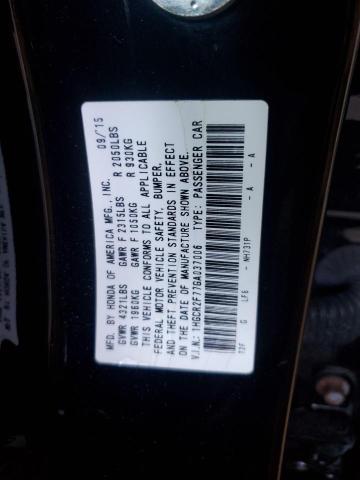 MFD. BY HONDA OF AMERICA MFG., INC. 09/15
GVWR 4321LBS GAWR F 2315LBS R 2050LBS
GVWR 1960KG GAWR F 1050KG R 930KG
THIS VEHICLE CONFORMS TO ALL APPLICABLE
FEDERAL MOTOR VEHICLE SAFETY, BUMPER,
AND THEFT PREVENTION STANDARDS IN EFFECT
ON THE DATE OF MANUFACTURE SHOWN ABOVE.
V.I.N.: 1HGCR2F77GA037006 TYPE: PASSENGER CAR
T2F G LFE - NH731P - A - A